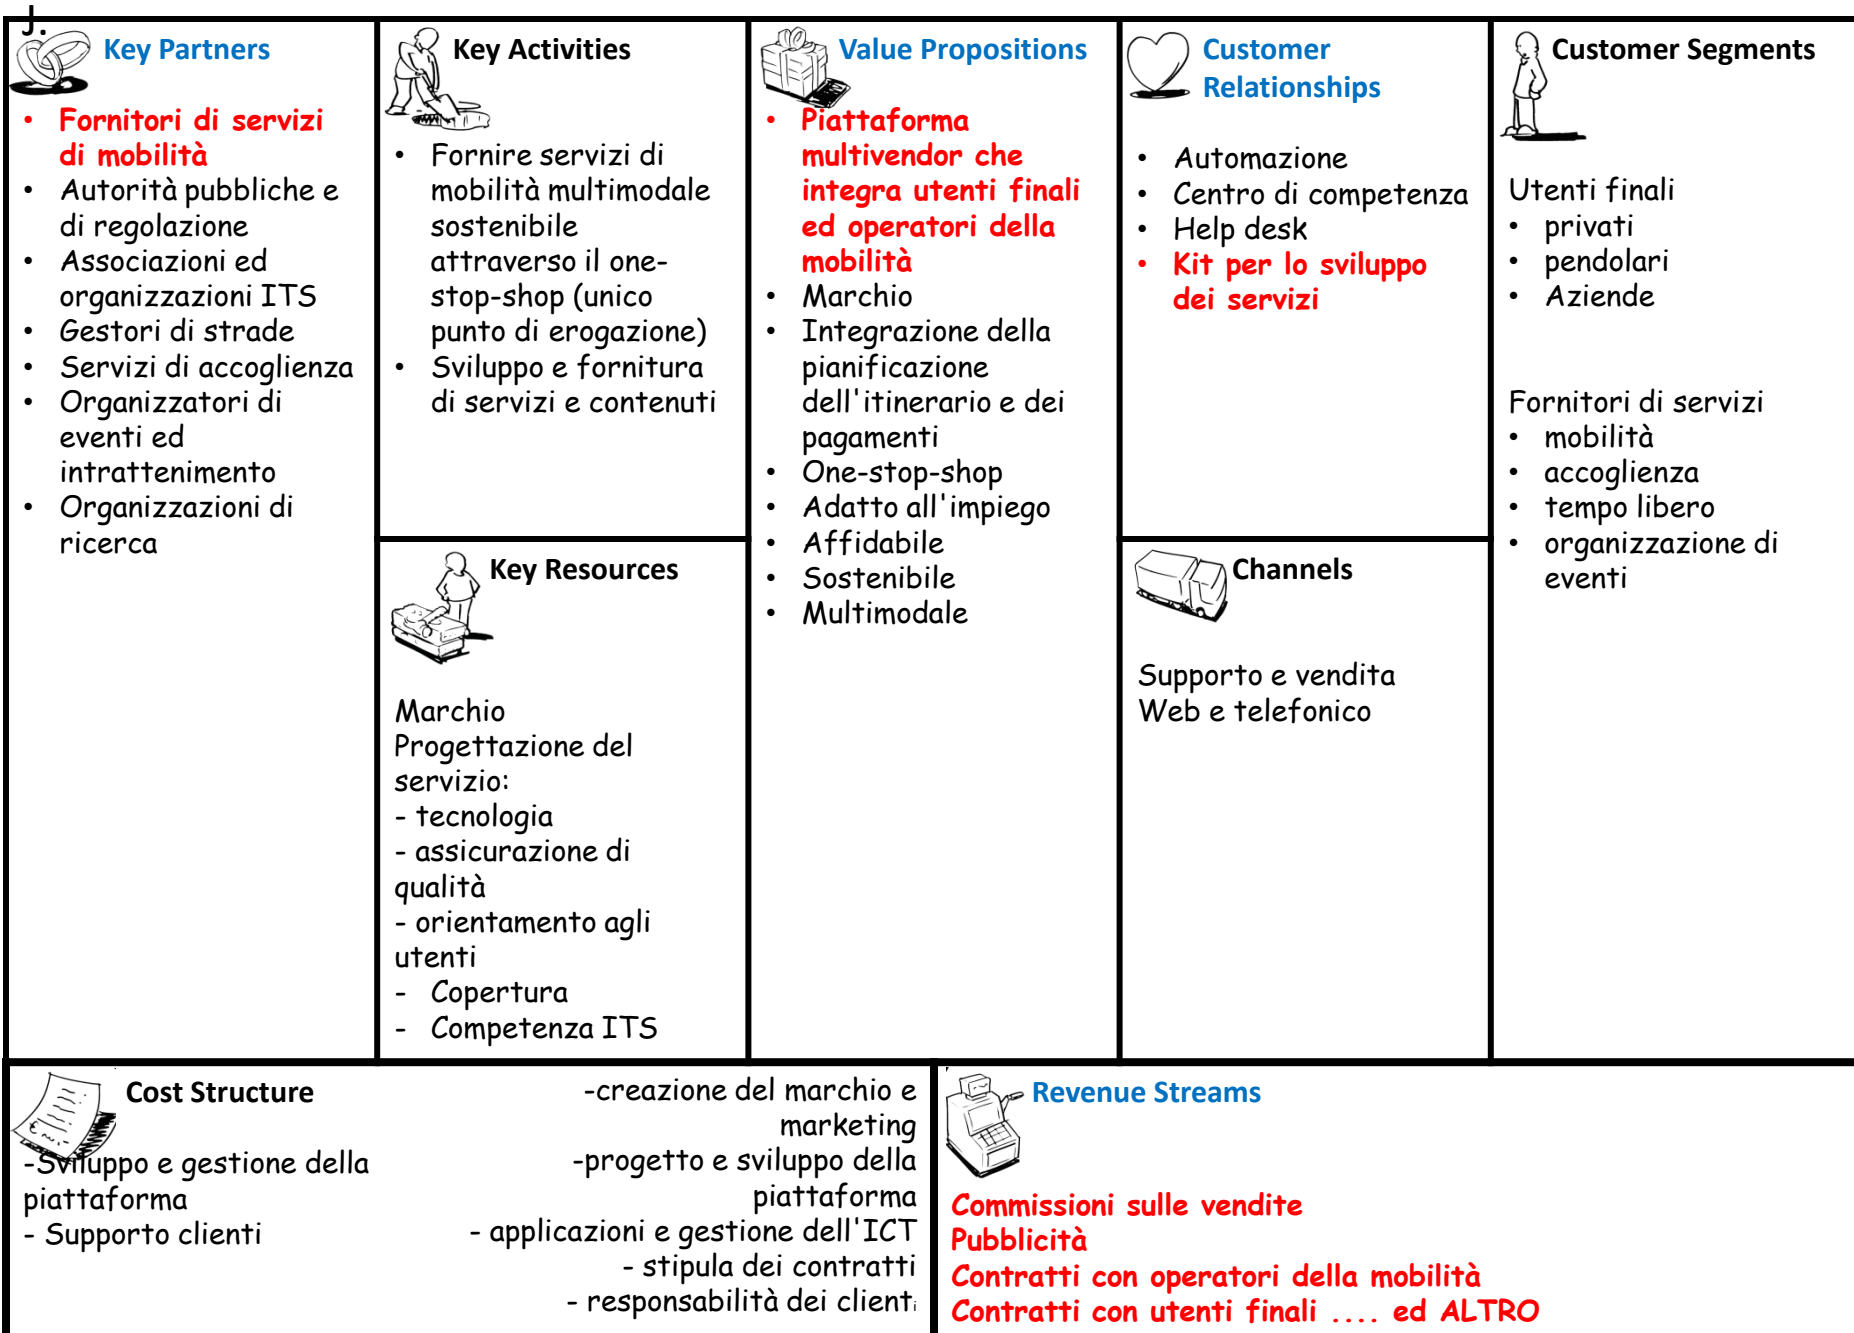 J.
Key Partners
• Fornitori di servizi
di mobilità
• Autorità pubbliche e
di regolazione
• Associazioni ed
organizzazioni ITS
• Gestori di strade
• Servizi di accoglienza
• Organizzatori di
eventi ed
intrattenimento
• Organizzazioni di
ricerca
Key Activities
• Fornire servizi di
mobilità multimodale
sostenibile
attraverso il one-
stop-shop (unico
punto di erogazione)
• Sviluppo e fornitura
di servizi e contenuti
Key Resources
Marchio
Progettazione del
servizio:
- tecnologia
- assicurazione di
qualità
- orientamento agli
utenti
- Copertura
- Competenza ITS
Value Propositions
• Piattaforma
multivendor che
integra utenti finali
ed operatori della
mobilità
• Marchio
• Integrazione della
pianificazione
dell'itinerario e dei
pagamenti
• One-stop-shop
• Adatto all'impiego
• Affidabile
• Sostenibile
• Multimodale
Customer
Relationships
• Automazione
• Centro di competenza
• Help desk
• Kit per lo sviluppo
dei servizi
Channels
Supporto e vendita
Web e telefonico
Customer Segments
Utenti finali
• privati
• pendolari
• Aziende
Fornitori di servizi
• mobilità
• accoglienza
• tempo libero
• organizzazione di
eventi
Cost Structure
-Sviluppo e gestione della
piattaforma
- Supporto clienti
-creazione del marchio e
marketing
-progetto e sviluppo della
piattaforma
- applicazioni e gestione dell'ICT
- stipula dei contratti
- responsabilità dei clienti
Revenue Streams
Commissioni sulle vendite
Pubblicità
Contratti con operatori della mobilità
Contratti con utenti finali .... ed ALTRO